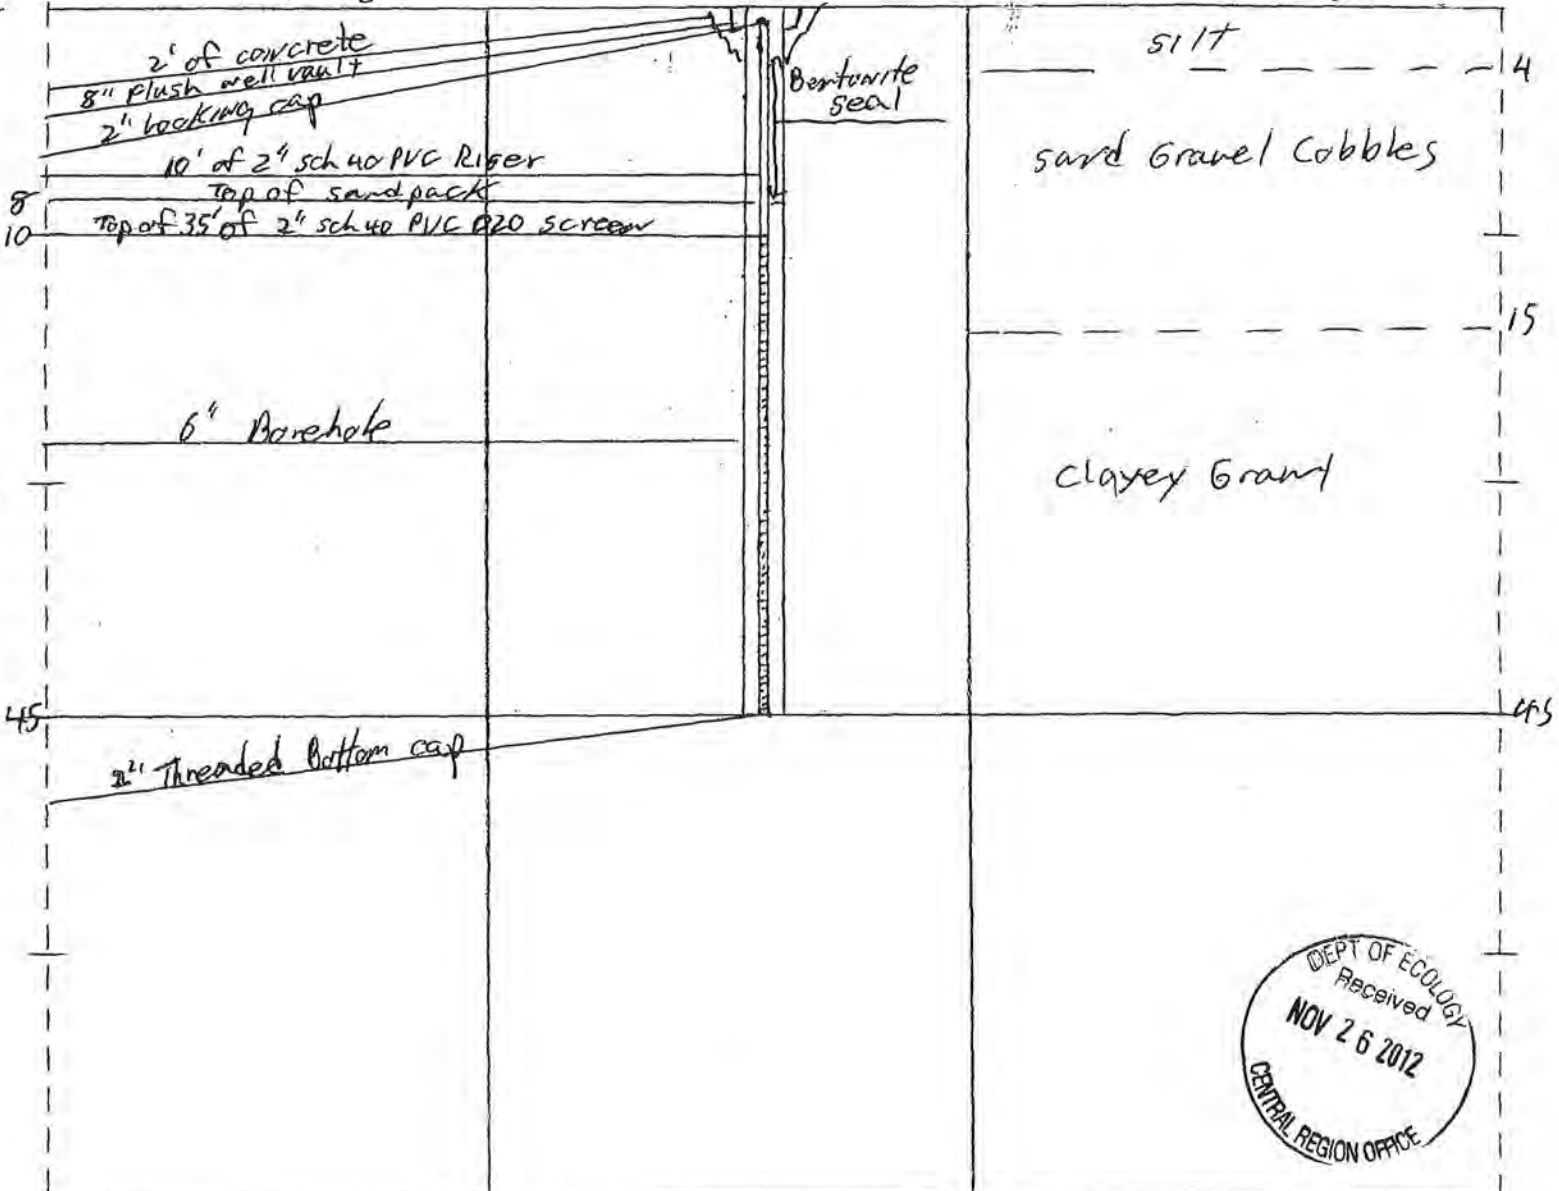 2' of concrete
8" flush well vault
2" locking cap
10' of 2" sch 40 PVC Riser
8
Top of sand pack
10
Top of 35' of 2" sch 40 PVC 020 screen
6" Borehole
45
2" Threaded Bottom cap
Bentonite
seal
silt
4
sand Gravel Cobbles
15
clayey Gravel
45
DEPT OF ECOLOGY
Received
NOV 26 2012
CENTRAL REGION OFFICE